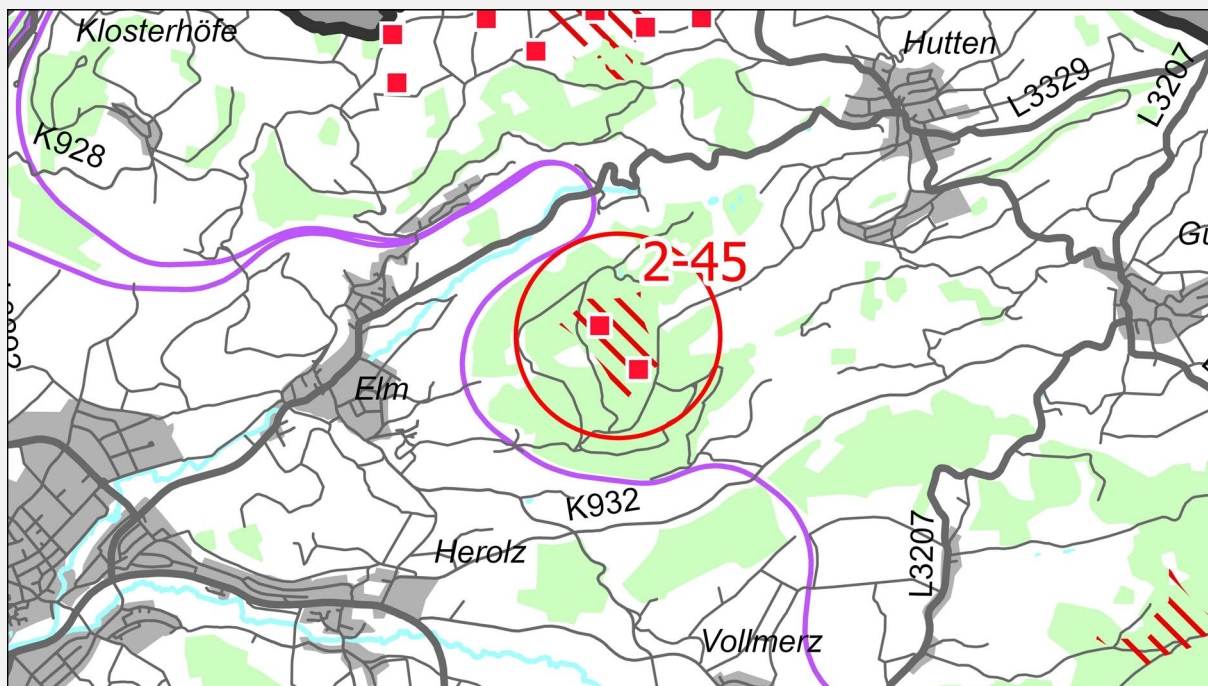 Klosterhöfe
Hutten
L3329
L3207
K928
2-45
Elm
K932
Herolz
L3207
Vollmerz